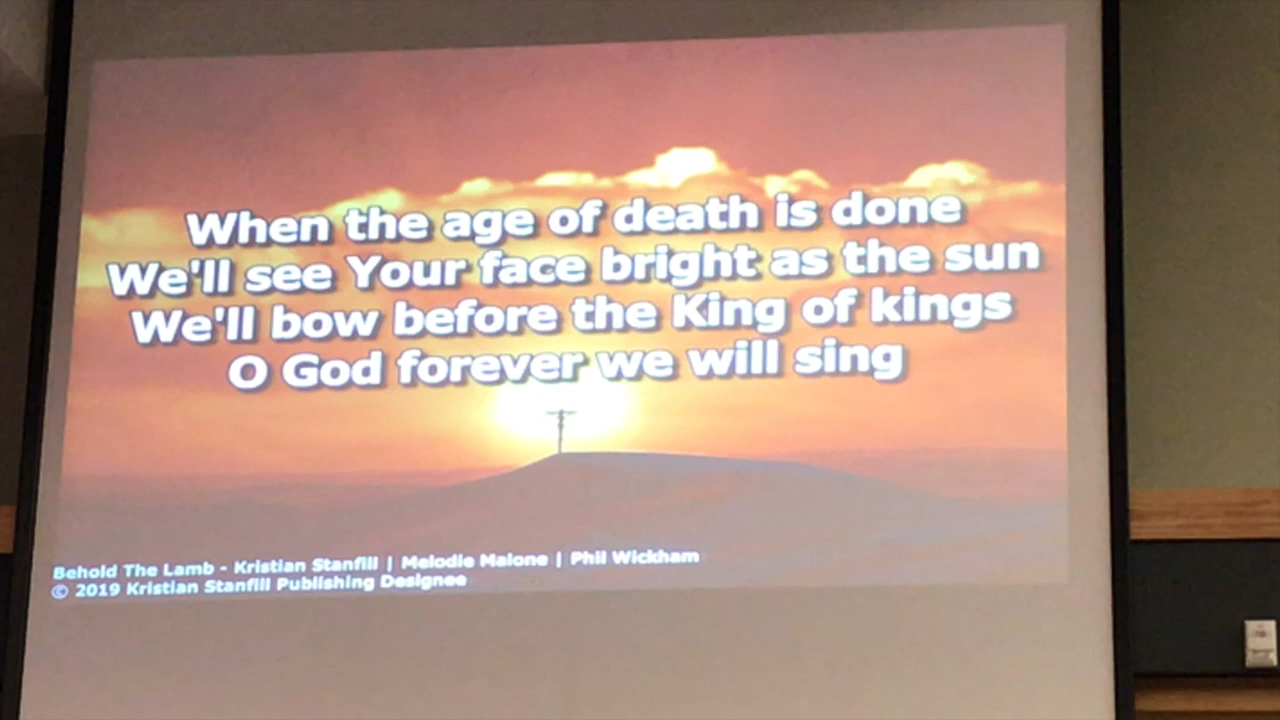 When the age of death is done
We'll see Your face bright as the sun
We'll bow before the King of kings
O God forever we will sing
Behold The Lamb - Kristian Stanfill | Melodie Malone | Phil Wickham
© 2019 Kristian Stanfill Publishing Designee